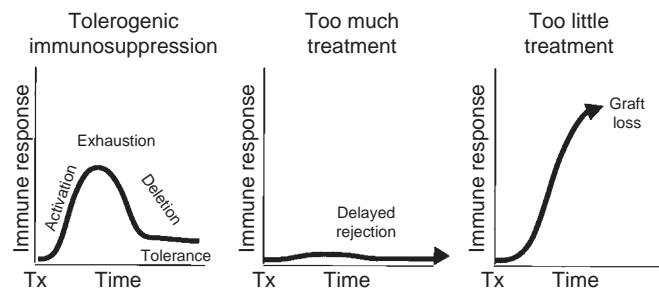 Tolerogenic
immunosuppression
Immune response
Activation
Exhaustion
Deletion
Tolerance
Tx
Time
Too much
treatment
Immune response
Delayed
rejection
Tx
Time
Too little
treatment
Immune response
Graft
loss
Tx
Time